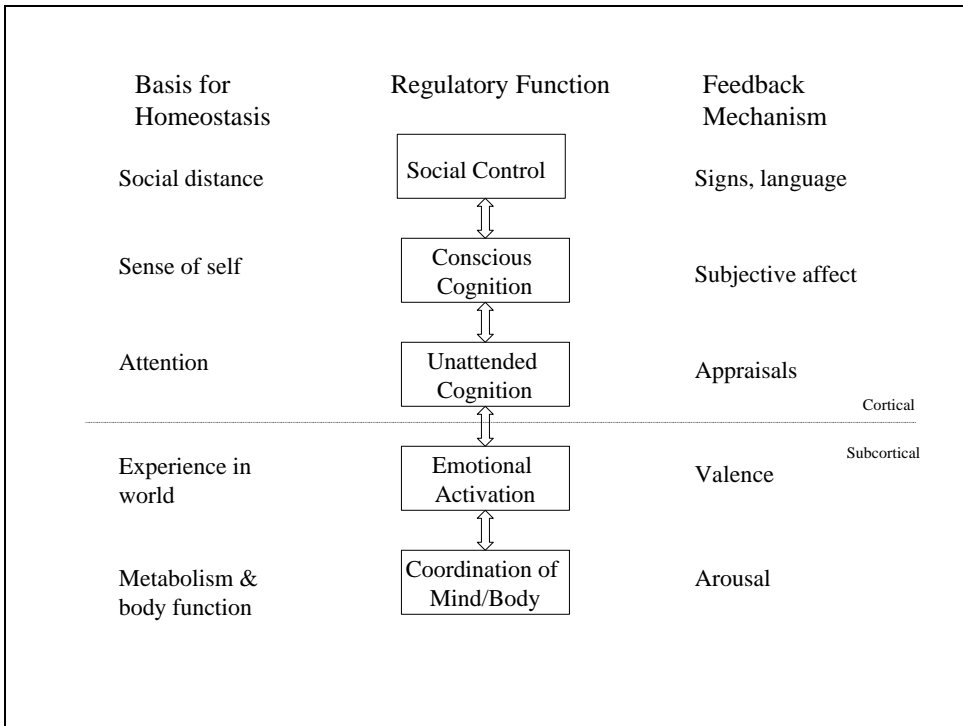 Basis for
Homeostasis
Regulatory Function
Feedback
Mechanism
Social distance
Social Control
Signs, language
Sense of self
Conscious
Cognition
Subjective affect
Attention
Unattended
Cognition
Appraisals
Cortical
Subcortical
Experience in
world
Emotional
Activation
Valence
Metabolism &
body function
Coordination of
Mind/Body
Arousal